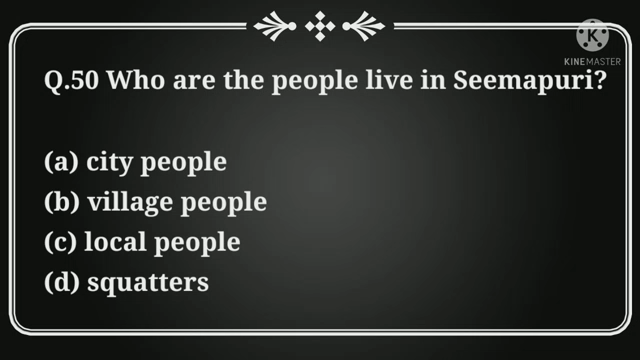 K
KINEMASTER
Q.50 Who are the people live in Seemapuri?
(a) city people
(b) village people
(c) local people
(d) squatters